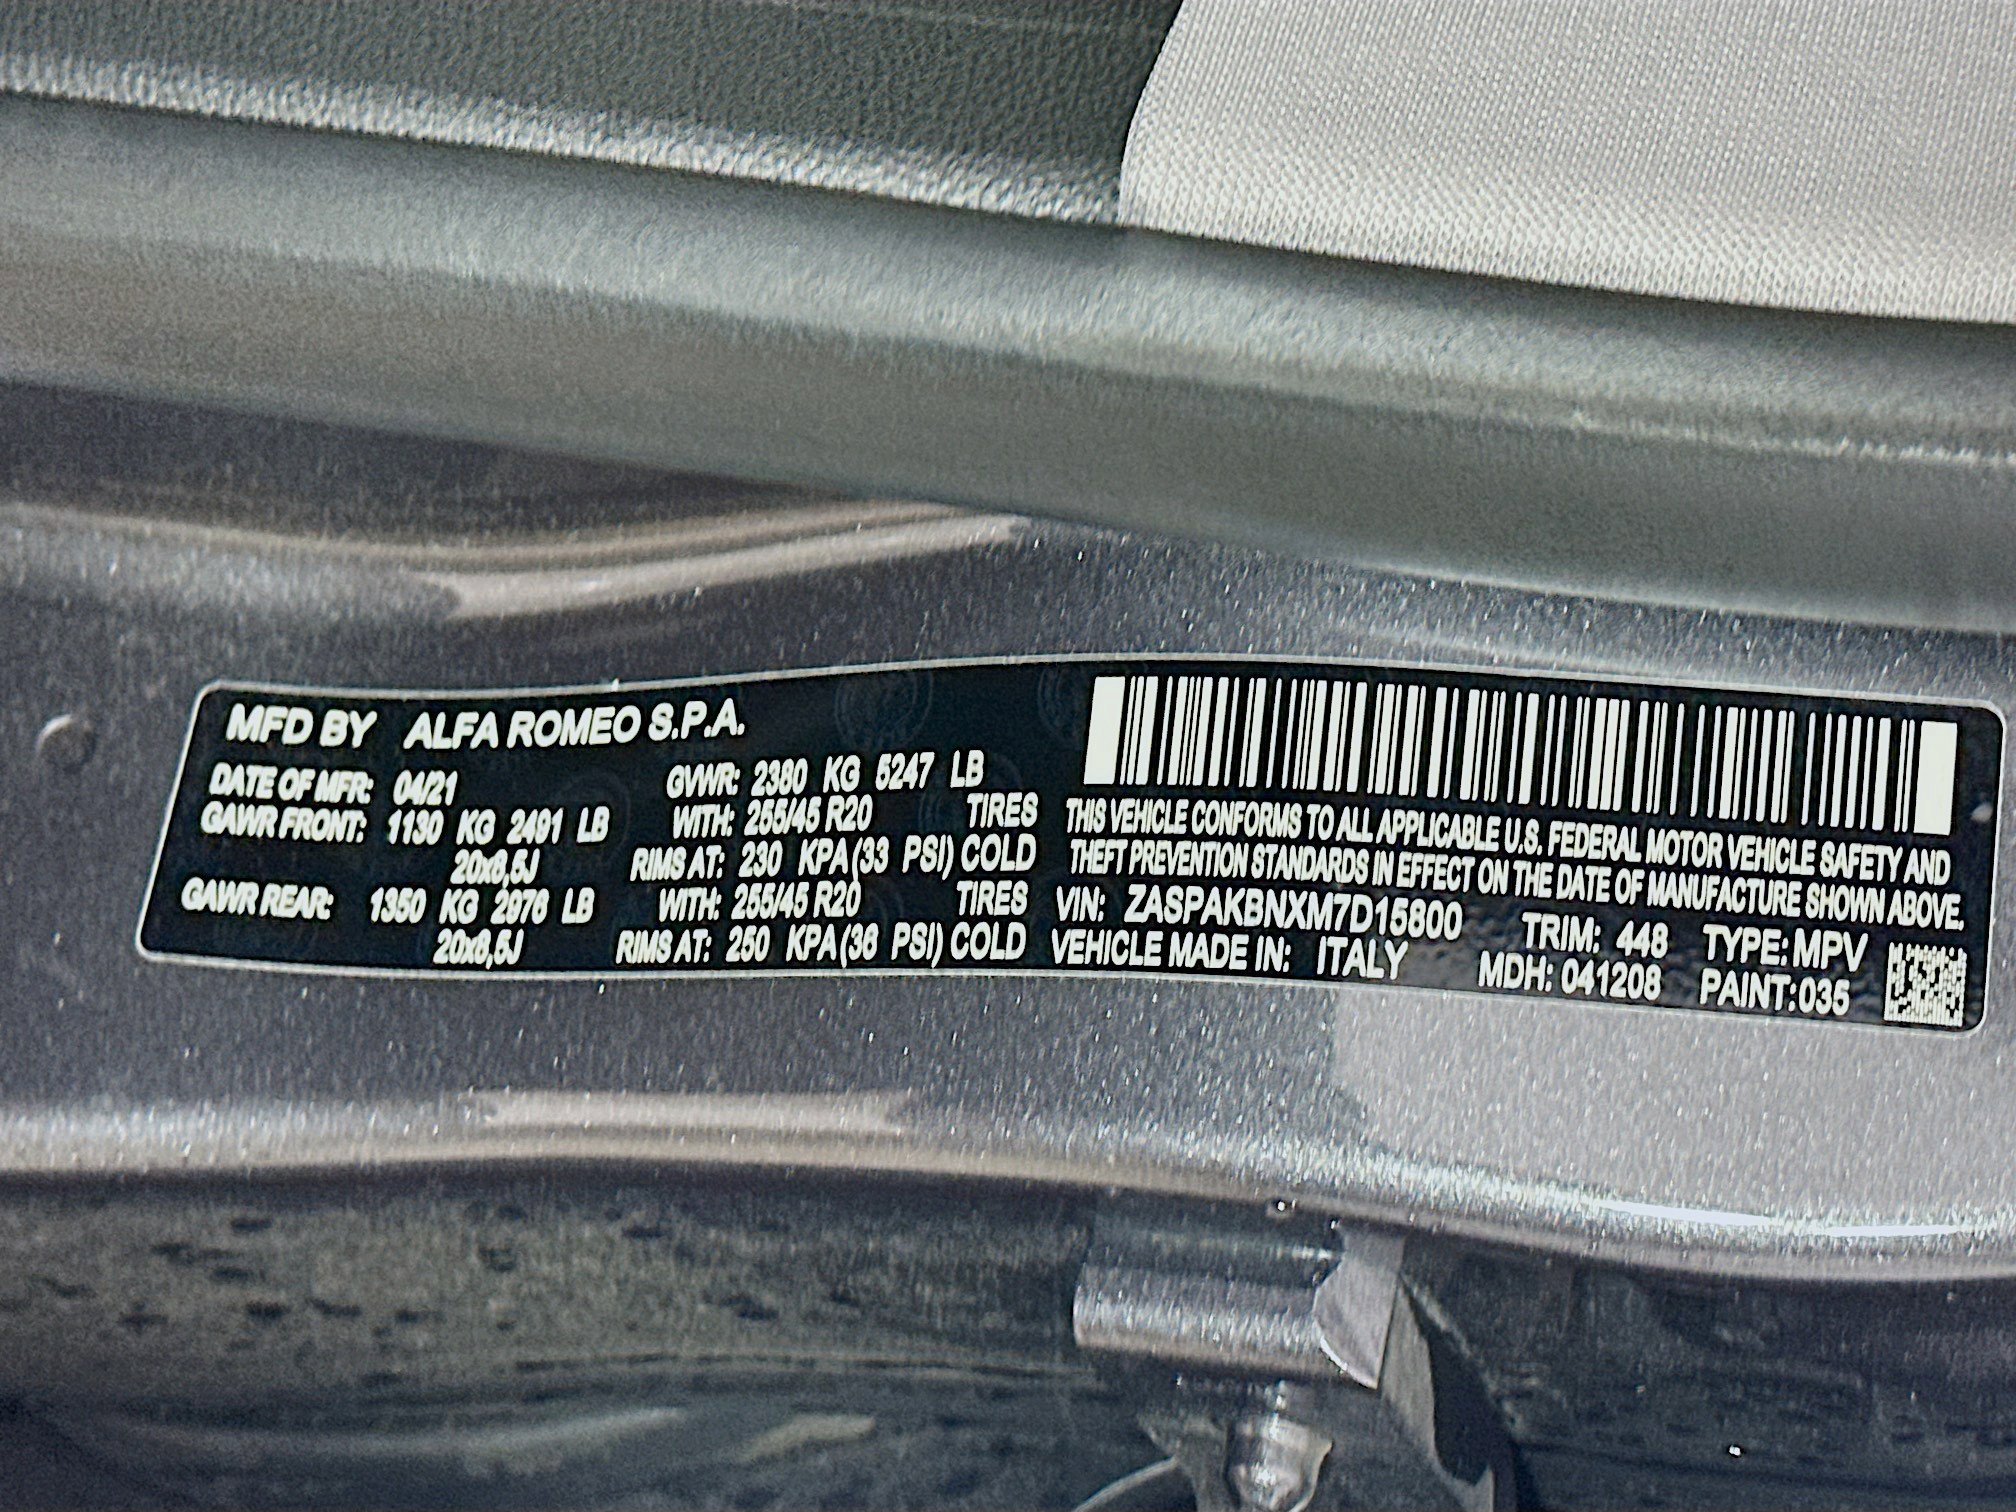 MFD BY ALFA ROMEO S.P.A.
DATE OF MFR: 04/21 GVWR: 2380 KG 5247 LB
GAWR FRONT: 1130 KG 2491 LB WITH: 255/45 R20 TIRES
20x8,5J RIMS AT: 230 KPA (33 PSI) COLD
GAWR REAR: 1350 KG 2976 LB WITH: 255/45 R20 TIRES
20x8,5J RIMS AT: 250 KPA (36 PSI) COLD
THIS VEHICLE CONFORMS TO ALL APPLICABLE U.S. FEDERAL MOTOR VEHICLE SAFETY AND
THEFT PREVENTION STANDARDS IN EFFECT ON THE DATE OF MANUFACTURE SHOWN ABOVE.
VIN: ZASPAKBNXM7D15800 TRIM: 448 TYPE: MPV
VEHICLE MADE IN: ITALY MDH: 041208 PAINT:035